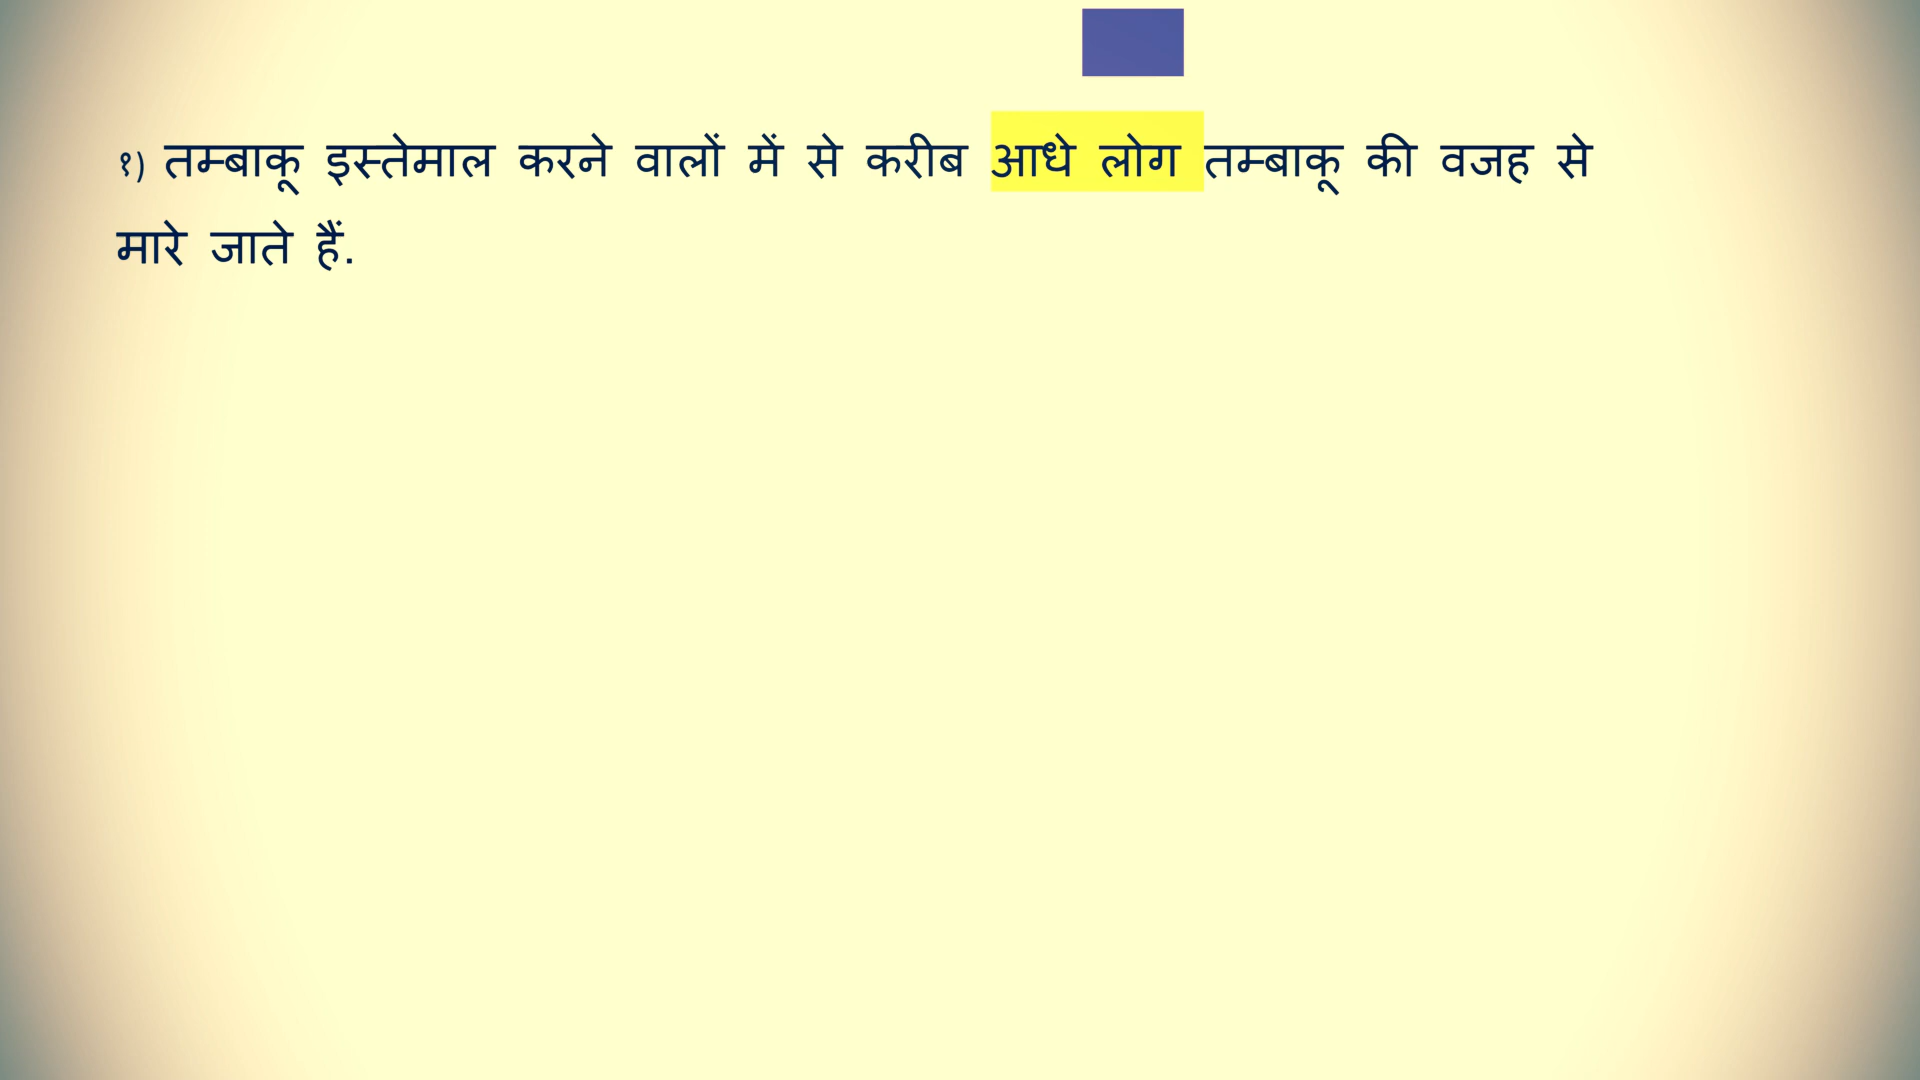 १) तम्बाकू इस्तेमाल करने वालों में से करीब आधे लोग तम्बाकू की वजह से
मारे जाते हैं.